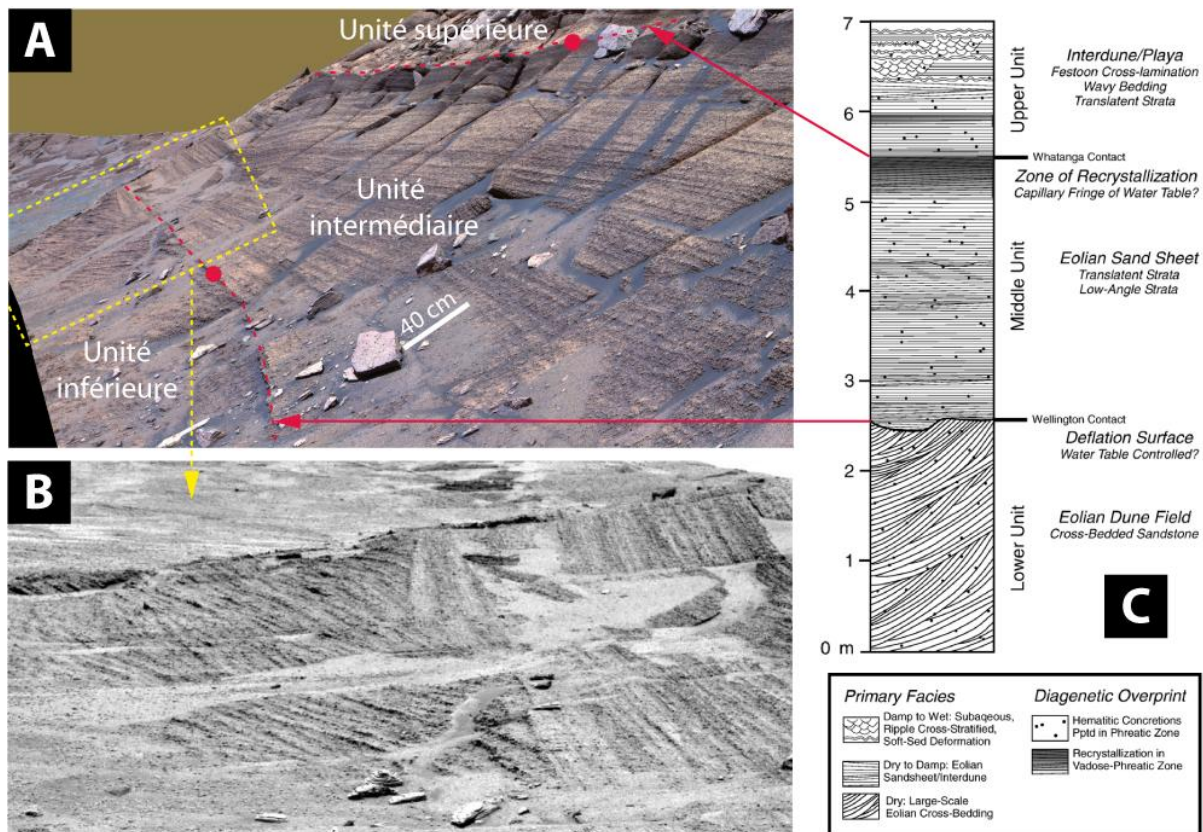 A
Unité supérieure
Unité
intermédiaire
40 cm
Unité
inférieure
B
C
7
6
5
4
3
2
1
0 m
Upper Unit
Middle Unit
Lower Unit
Interdune/Playa
Festoon Cross-lamination
Wavy Bedding
Translatent Strata
Whatanga Contact
Zone of Recrystallization
Capillary Fringe of Water Table?
Eolian Sand Sheet
Translatent Strata
Low-Angle Strata
Wellington Contact
Deflation Surface
Water Table Controlled?
Eolian Dune Field
Cross-Bedded Sandstone
Primary Facies
Damp to Wet: Subaqeous,
Ripple Cross-Stratified,
Soft-Sed Deformation
Dry to Damp: Eolian
Sandsheet/Interdune
Dry: Large-Scale
Eolian Cross-Bedding
Diagenetic Overprint
Hematitic Concretions
Pptd in Phreatic Zone
Recrystallization in
Vadose-Phreatic Zone